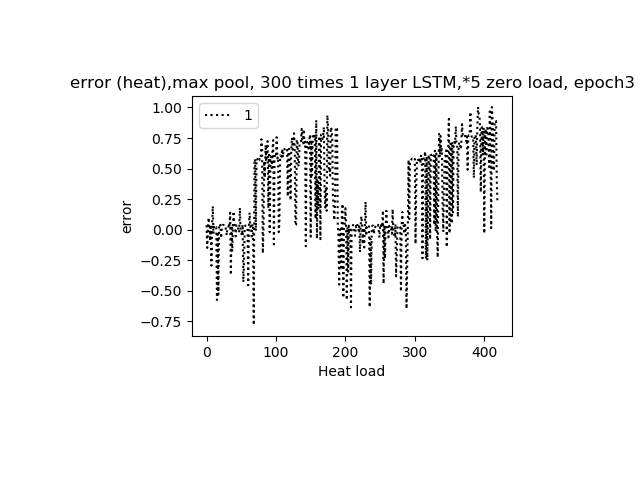 error (heat),max pool, 300 times 1 layer LSTM,*5 zero load, epoch3
1.00
0.75
0.50
0.25
0.00
−0.25
−0.50
−0.75
error
1
0 100 200 300 400
Heat load